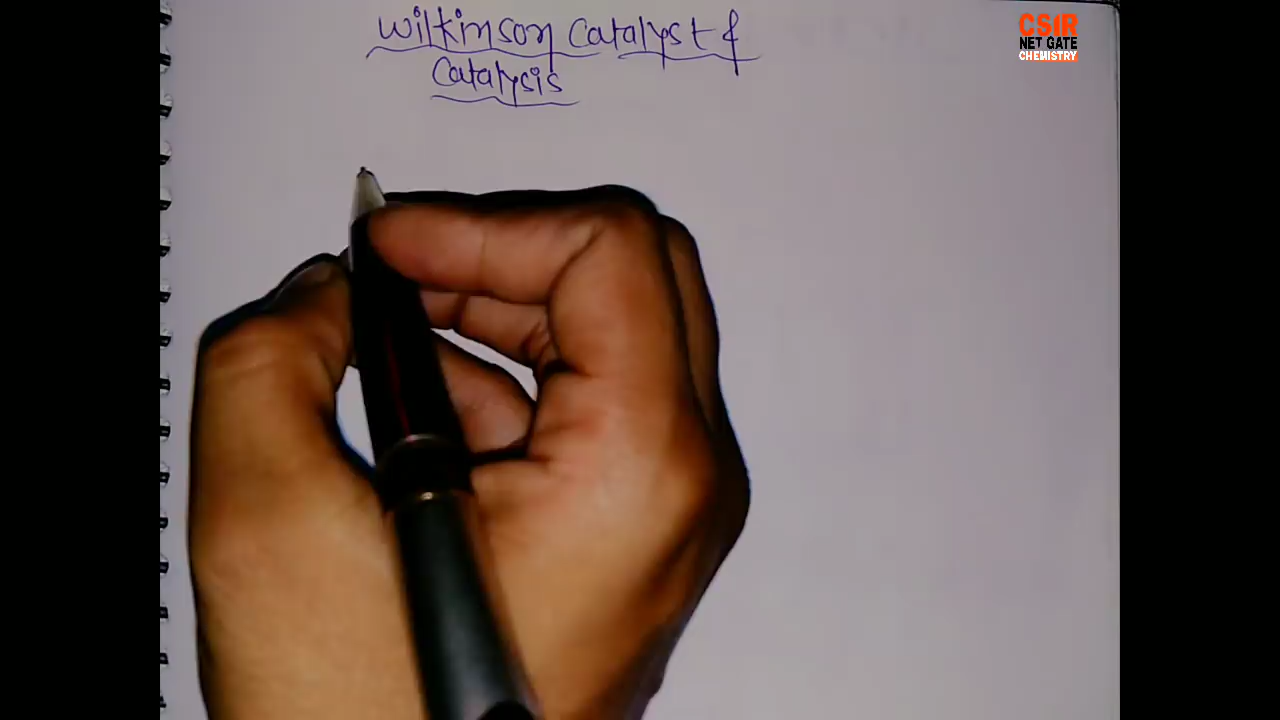 Wilkinson Catalyst &
Catalysis
CSIR
NET GATE
CHEMISTRY